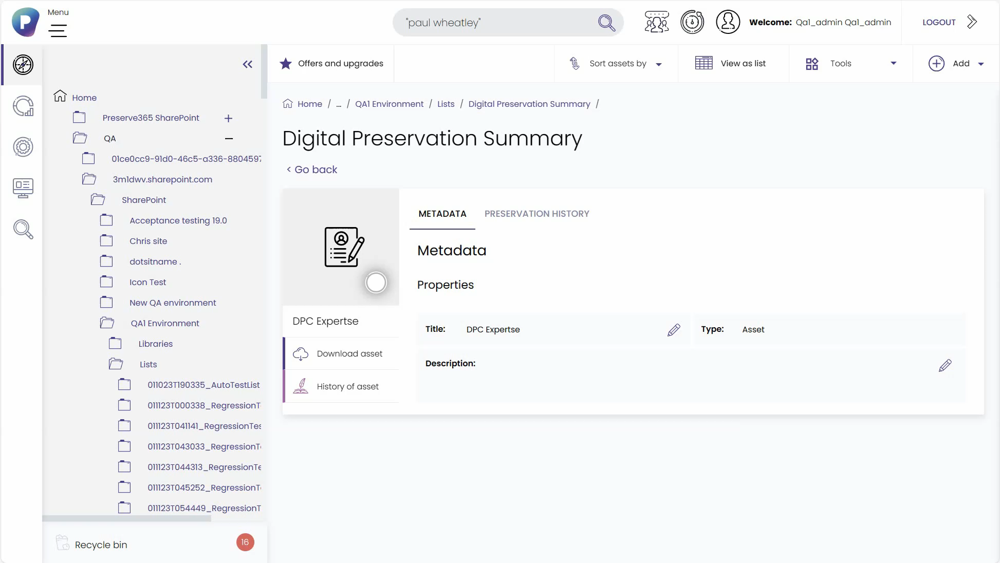 P
Menu
"paul wheatley"
Welcome: Qa1_admin Qa1_admin
LOGOUT
Offers and upgrades
Sort assets by
View as list
Tools
Add
Home
Preserve365 SharePoint
QA
01ce0cc9-91d0-46c5-a336-8804597
3m1dwv.sharepoint.com
SharePoint
Acceptance testing 19.0
Chris site
dotsitname .
Icon Test
New QA environment
QA1 Environment
Libraries
Lists
011023T190335_AutoTestList
011123T000338_RegressionT
011123T041141_RegressionTes
011123T043033_RegressionT
011123T044313_RegressionTe
011123T045252_RegressionT
011123T054449_RegressionT
Recycle bin
16
Home / ... / QA1 Environment / Lists / Digital Preservation Summary /
Digital Preservation Summary
< Go back
DPC Expertse
Download asset
History of asset
METADATA
PRESERVATION HISTORY
Metadata
Properties
Title: DPC Expertse
Type: Asset
Description: